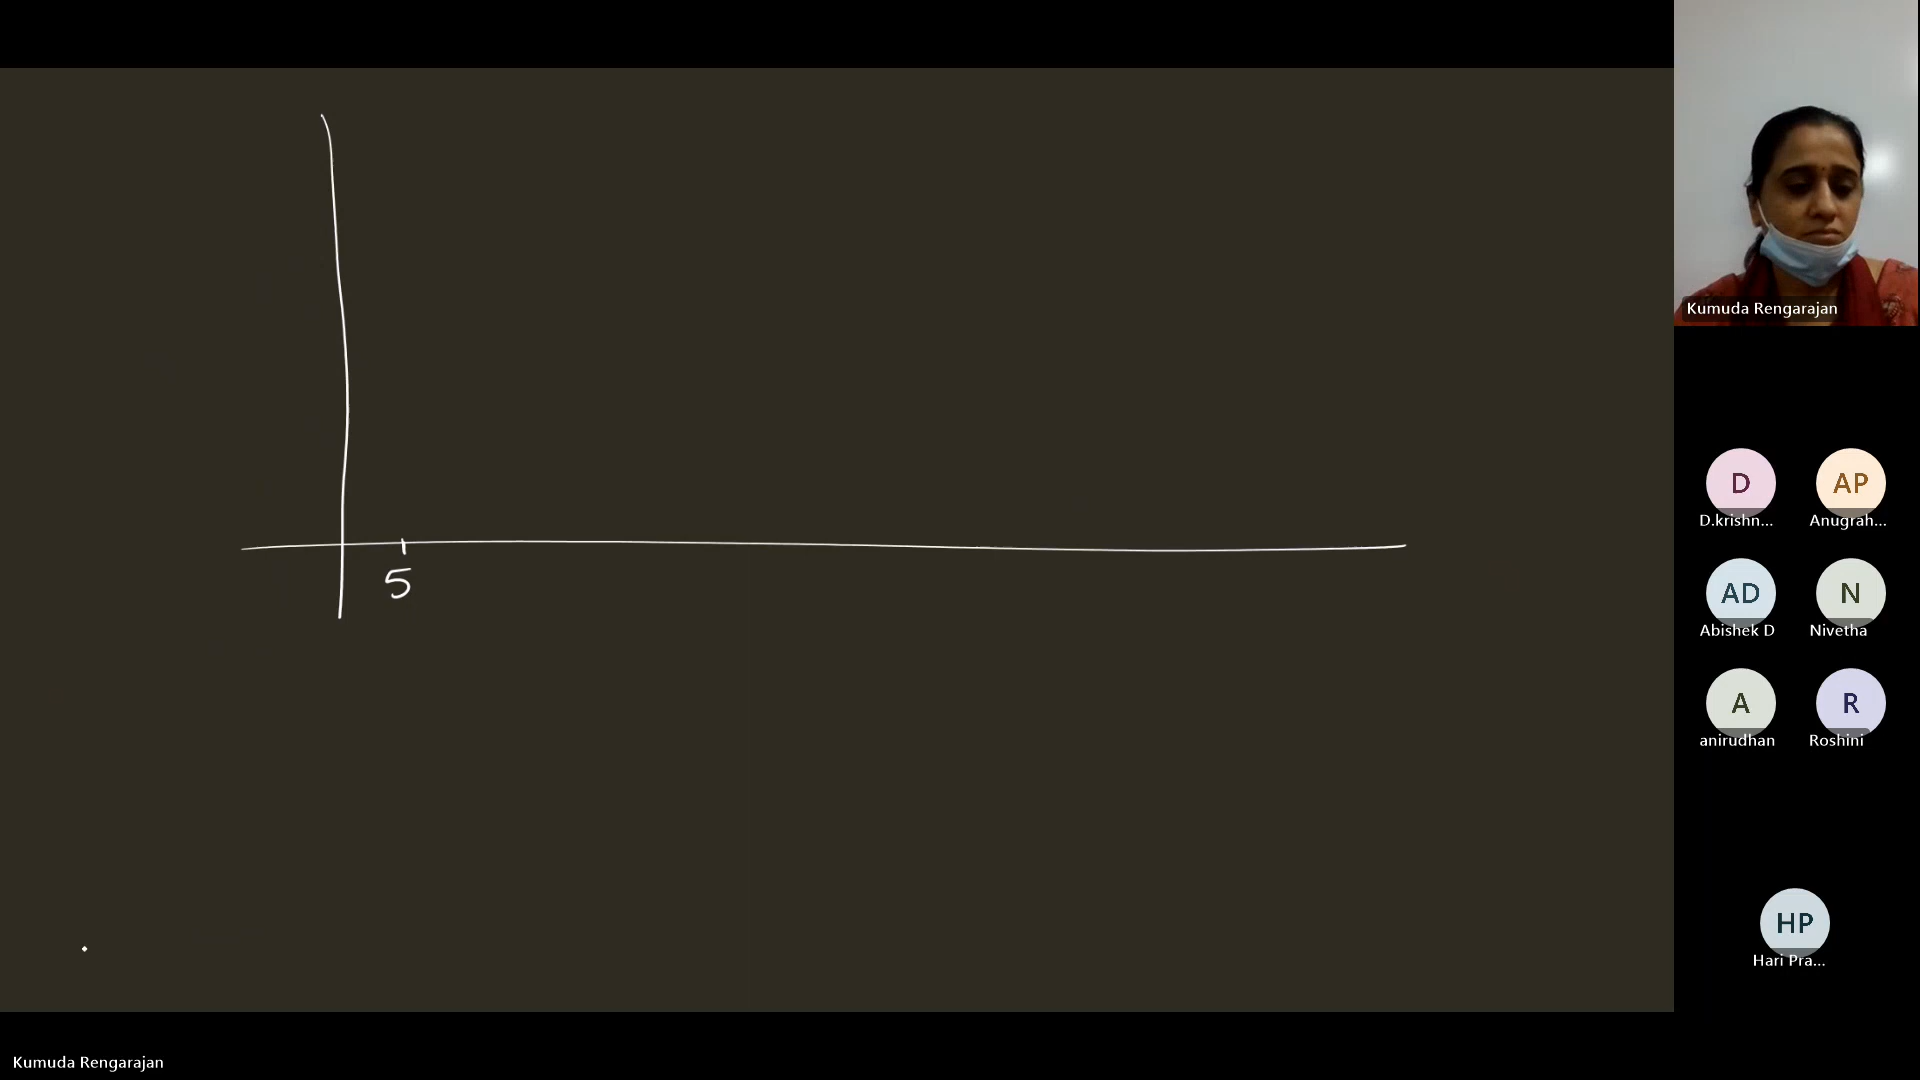 5
Kumuda Rengarajan
D
AP
D.krishn...
Anugrah...
AD
N
Abishek D
Nivetha
A
R
anirudhan
Roshini
HP
Hari Pra...
Kumuda Rengarajan